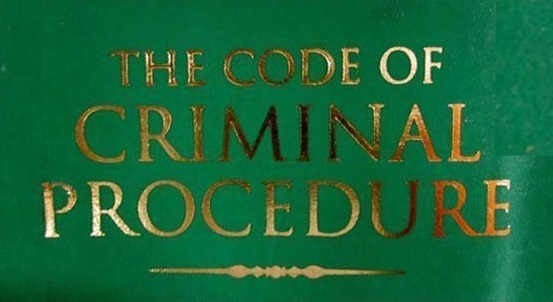 THE CODE OF
CRIMINAL
PROCEDURE